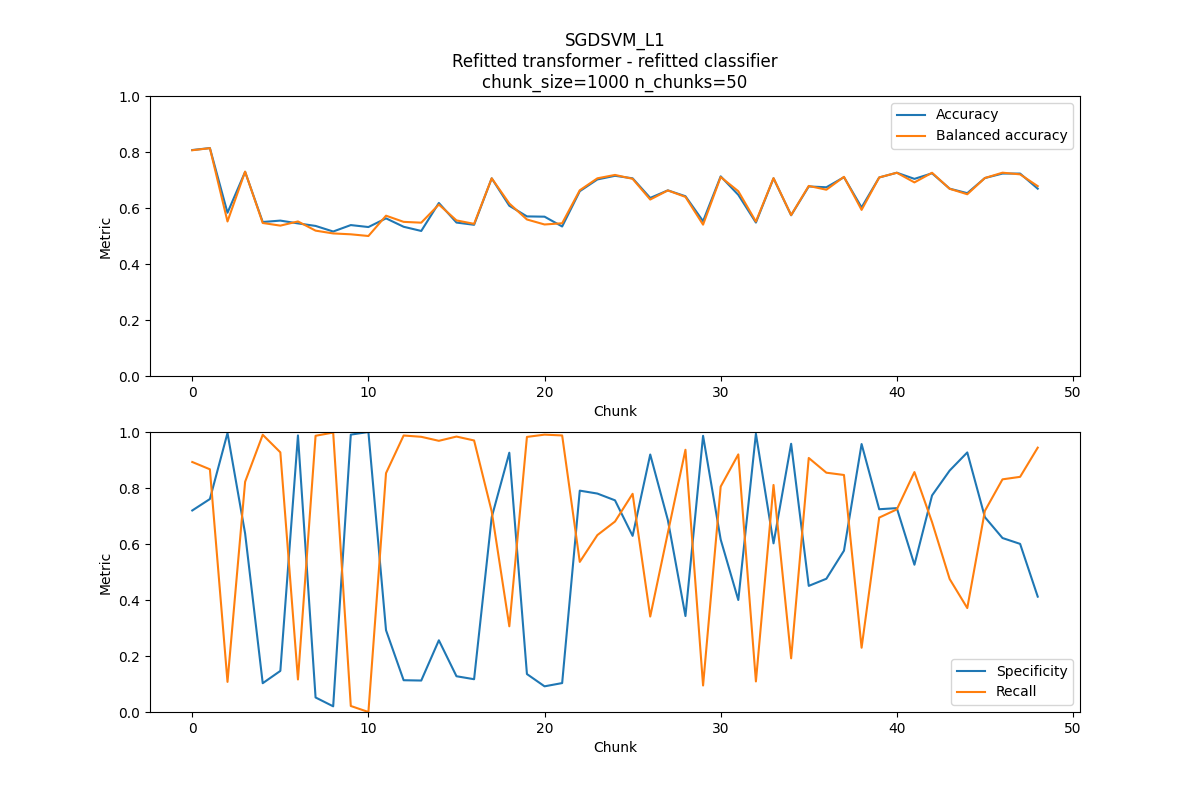 SGDSVM_L1
Refitted transformer - refitted classifier
chunk_size=1000 n_chunks=50
1.0
0.8
0.6
0.4
0.2
0.0
Metric
Accuracy
Balanced accuracy
0 10 20 30 40 50
Chunk
1.0
0.8
0.6
0.4
0.2
0.0
Metric
Specificity
Recall
0 10 20 30 40 50
Chunk